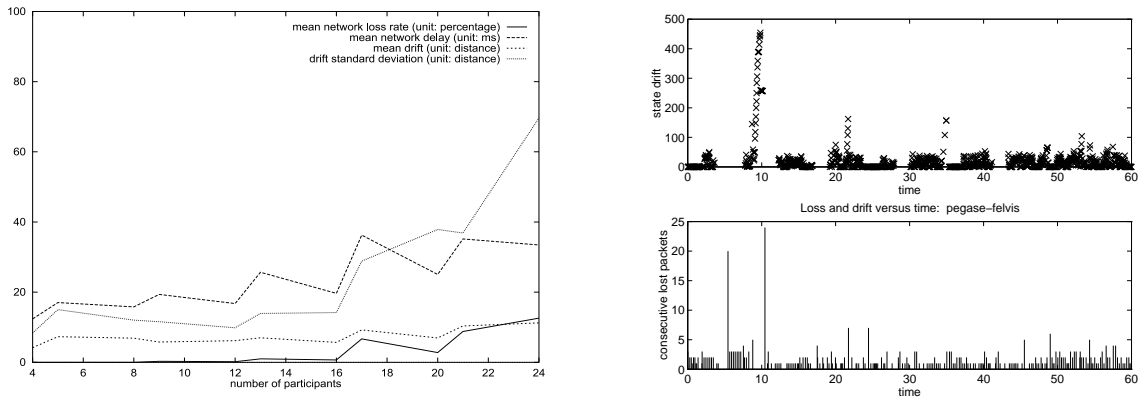 100
80
60
40
20
0
mean network loss rate (unit: percentage)
mean network delay (unit: ms)
mean drift (unit: distance)
drift standard deviation (unit: distance)
4 6 8 10 12 14 16 18 20 22 24
number of participants
500
400
300
200
100
0
state drift
0 10 20 30 40 50 60
time
Loss and drift versus time: pegase-felvis
25
20
15
10
5
0
consecutive lost packets
0 10 20 30 40 50 60
time